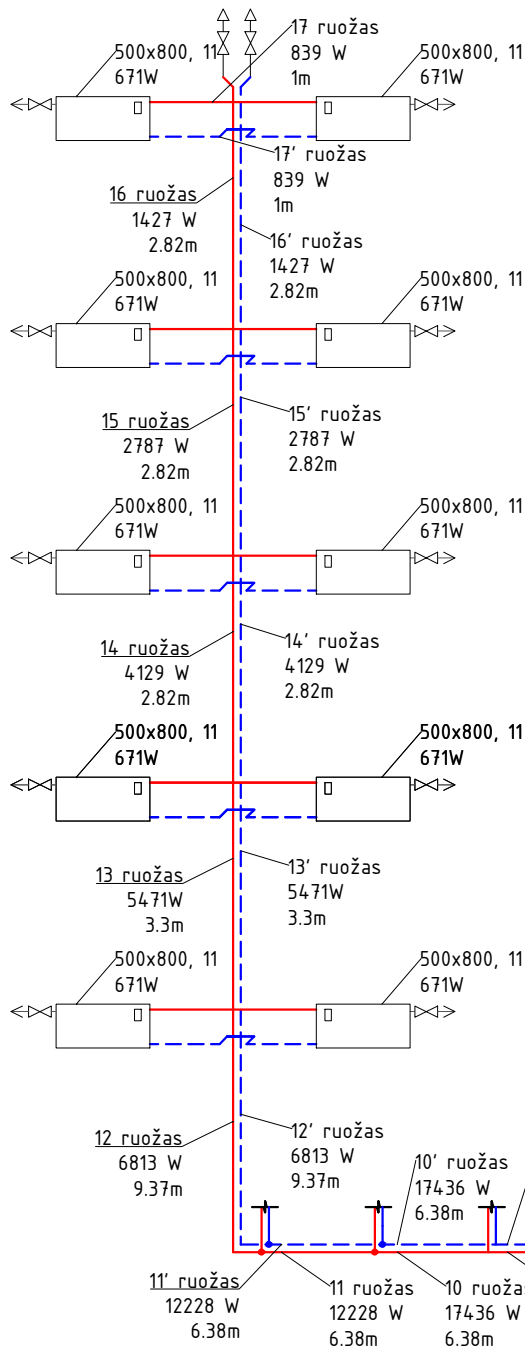 500x800, 11
671W
17 ruožas
839 W
1m
500x800, 11
671W
17' ruožas
839 W
1m
16 ruožas
1427 W
2.82m
16' ruožas
1427 W
2.82m
500x800, 11
671W
500x800, 11
671W
15 ruožas
2787 W
2.82m
15' ruožas
2787 W
2.82m
500x800, 11
671W
500x800, 11
671W
14 ruožas
4129 W
2.82m
14' ruožas
4129 W
2.82m
500x800, 11
671W
500x800, 11
671W
13 ruožas
5471W
3.3m
13' ruožas
5471W
3.3m
500x800, 11
671W
500x800, 11
671W
12 ruožas
6813 W
9.37m
12' ruožas
6813 W
9.37m
10' ruožas
17436 W
6.38m
11' ruožas
12228 W
6.38m
11 ruožas
12228 W
6.38m
10 ruožas
17436 W
6.38m